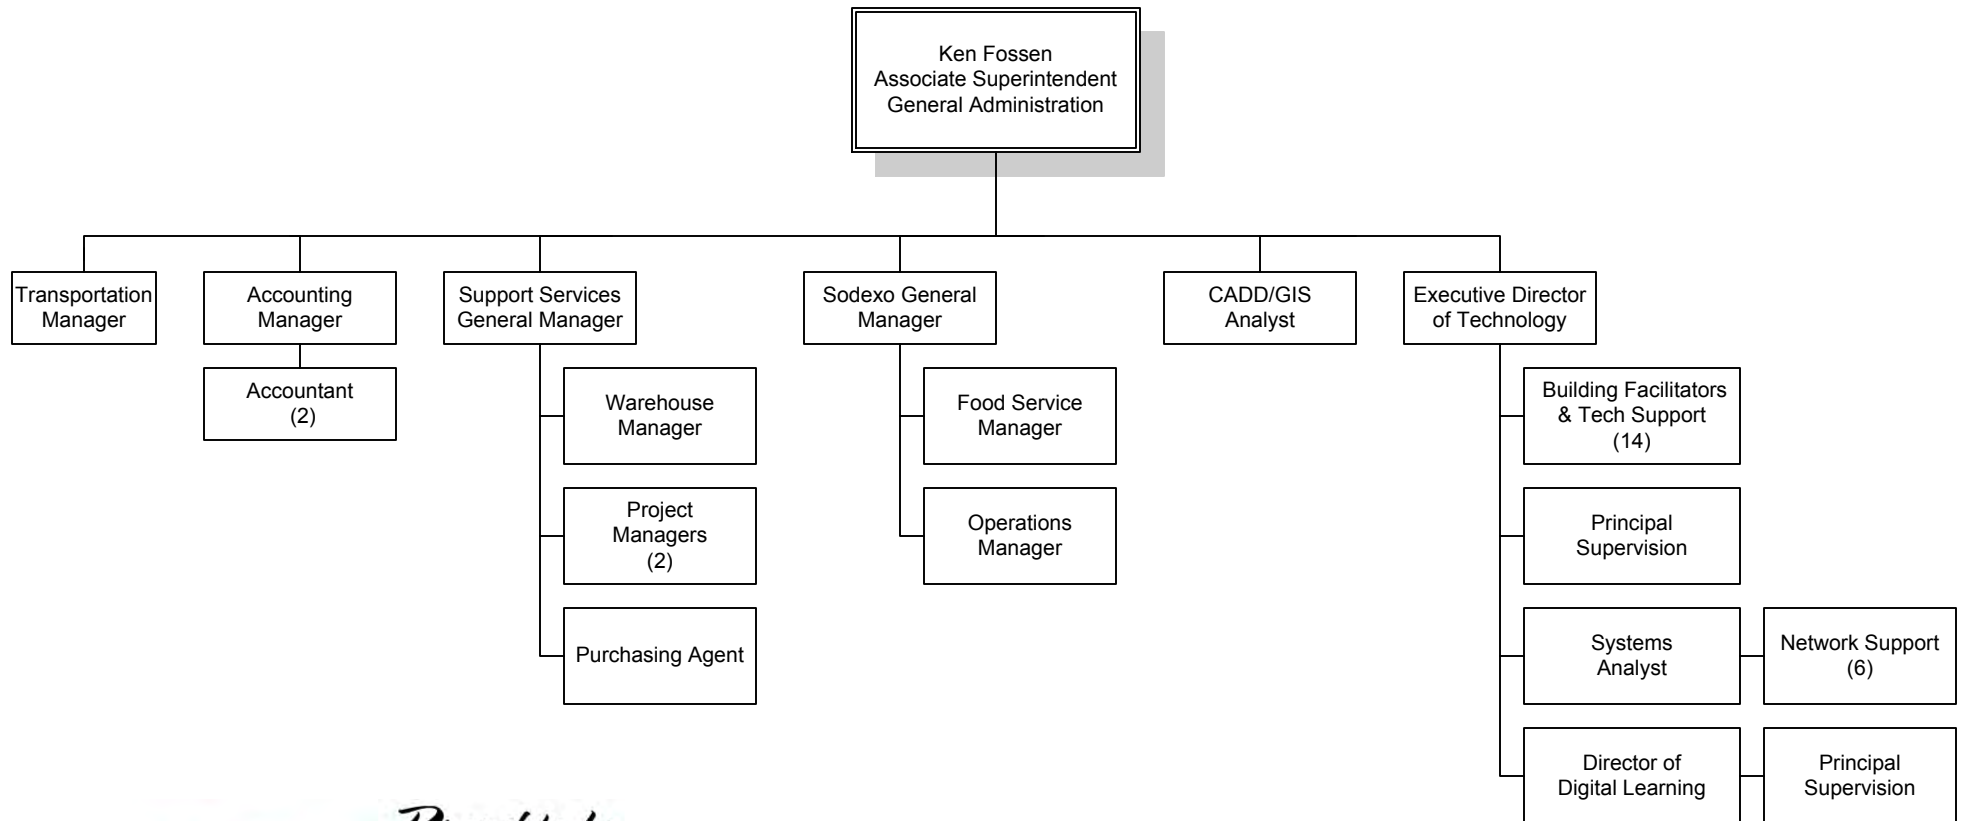 Ken Fossen
Associate Superintendent
General Administration
Transportation
Manager
Accounting
Manager
Support Services
General Manager
Sodexo General
Manager
CADD/GIS
Analyst
Executive Director
of Technology
Accountant
(2)
Warehouse
Manager
Food Service
Manager
Building Facilitators
& Tech Support
(14)
Project
Managers
(2)
Operations
Manager
Principal
Supervision
Purchasing Agent
Systems
Analyst
Network Support
(6)
Director of
Digital Learning
Principal
Supervision